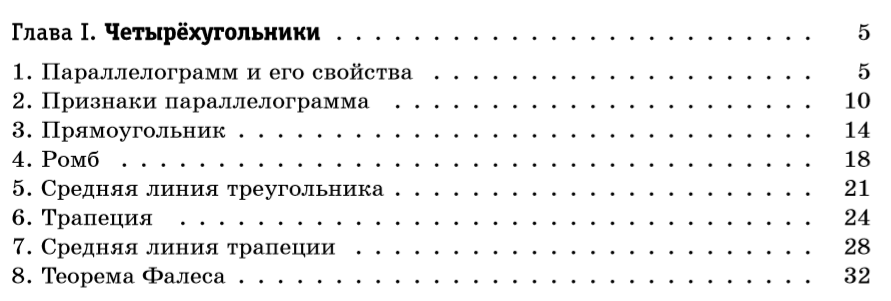 Глава I. Четырёхугольники . . . . . . . . . . . . . . . . . . . . . . . . . 5
1. Параллелограмм и его свойства . . . . . . . . . . . . . . . . . . . . 5
2. Признаки параллелограмма . . . . . . . . . . . . . . . . . . . . . . 10
3. Прямоугольник . . . . . . . . . . . . . . . . . . . . . . . . . . . . . . 14
4. Ромб . . . . . . . . . . . . . . . . . . . . . . . . . . . . . . . . . . . . 18
5. Средняя линия треугольника . . . . . . . . . . . . . . . . . . . . . . 21
6. Трапеция . . . . . . . . . . . . . . . . . . . . . . . . . . . . . . . . . 24
7. Средняя линия трапеции . . . . . . . . . . . . . . . . . . . . . . . . 28
8. Теорема Фалеса . . . . . . . . . . . . . . . . . . . . . . . . . . . . . . 32